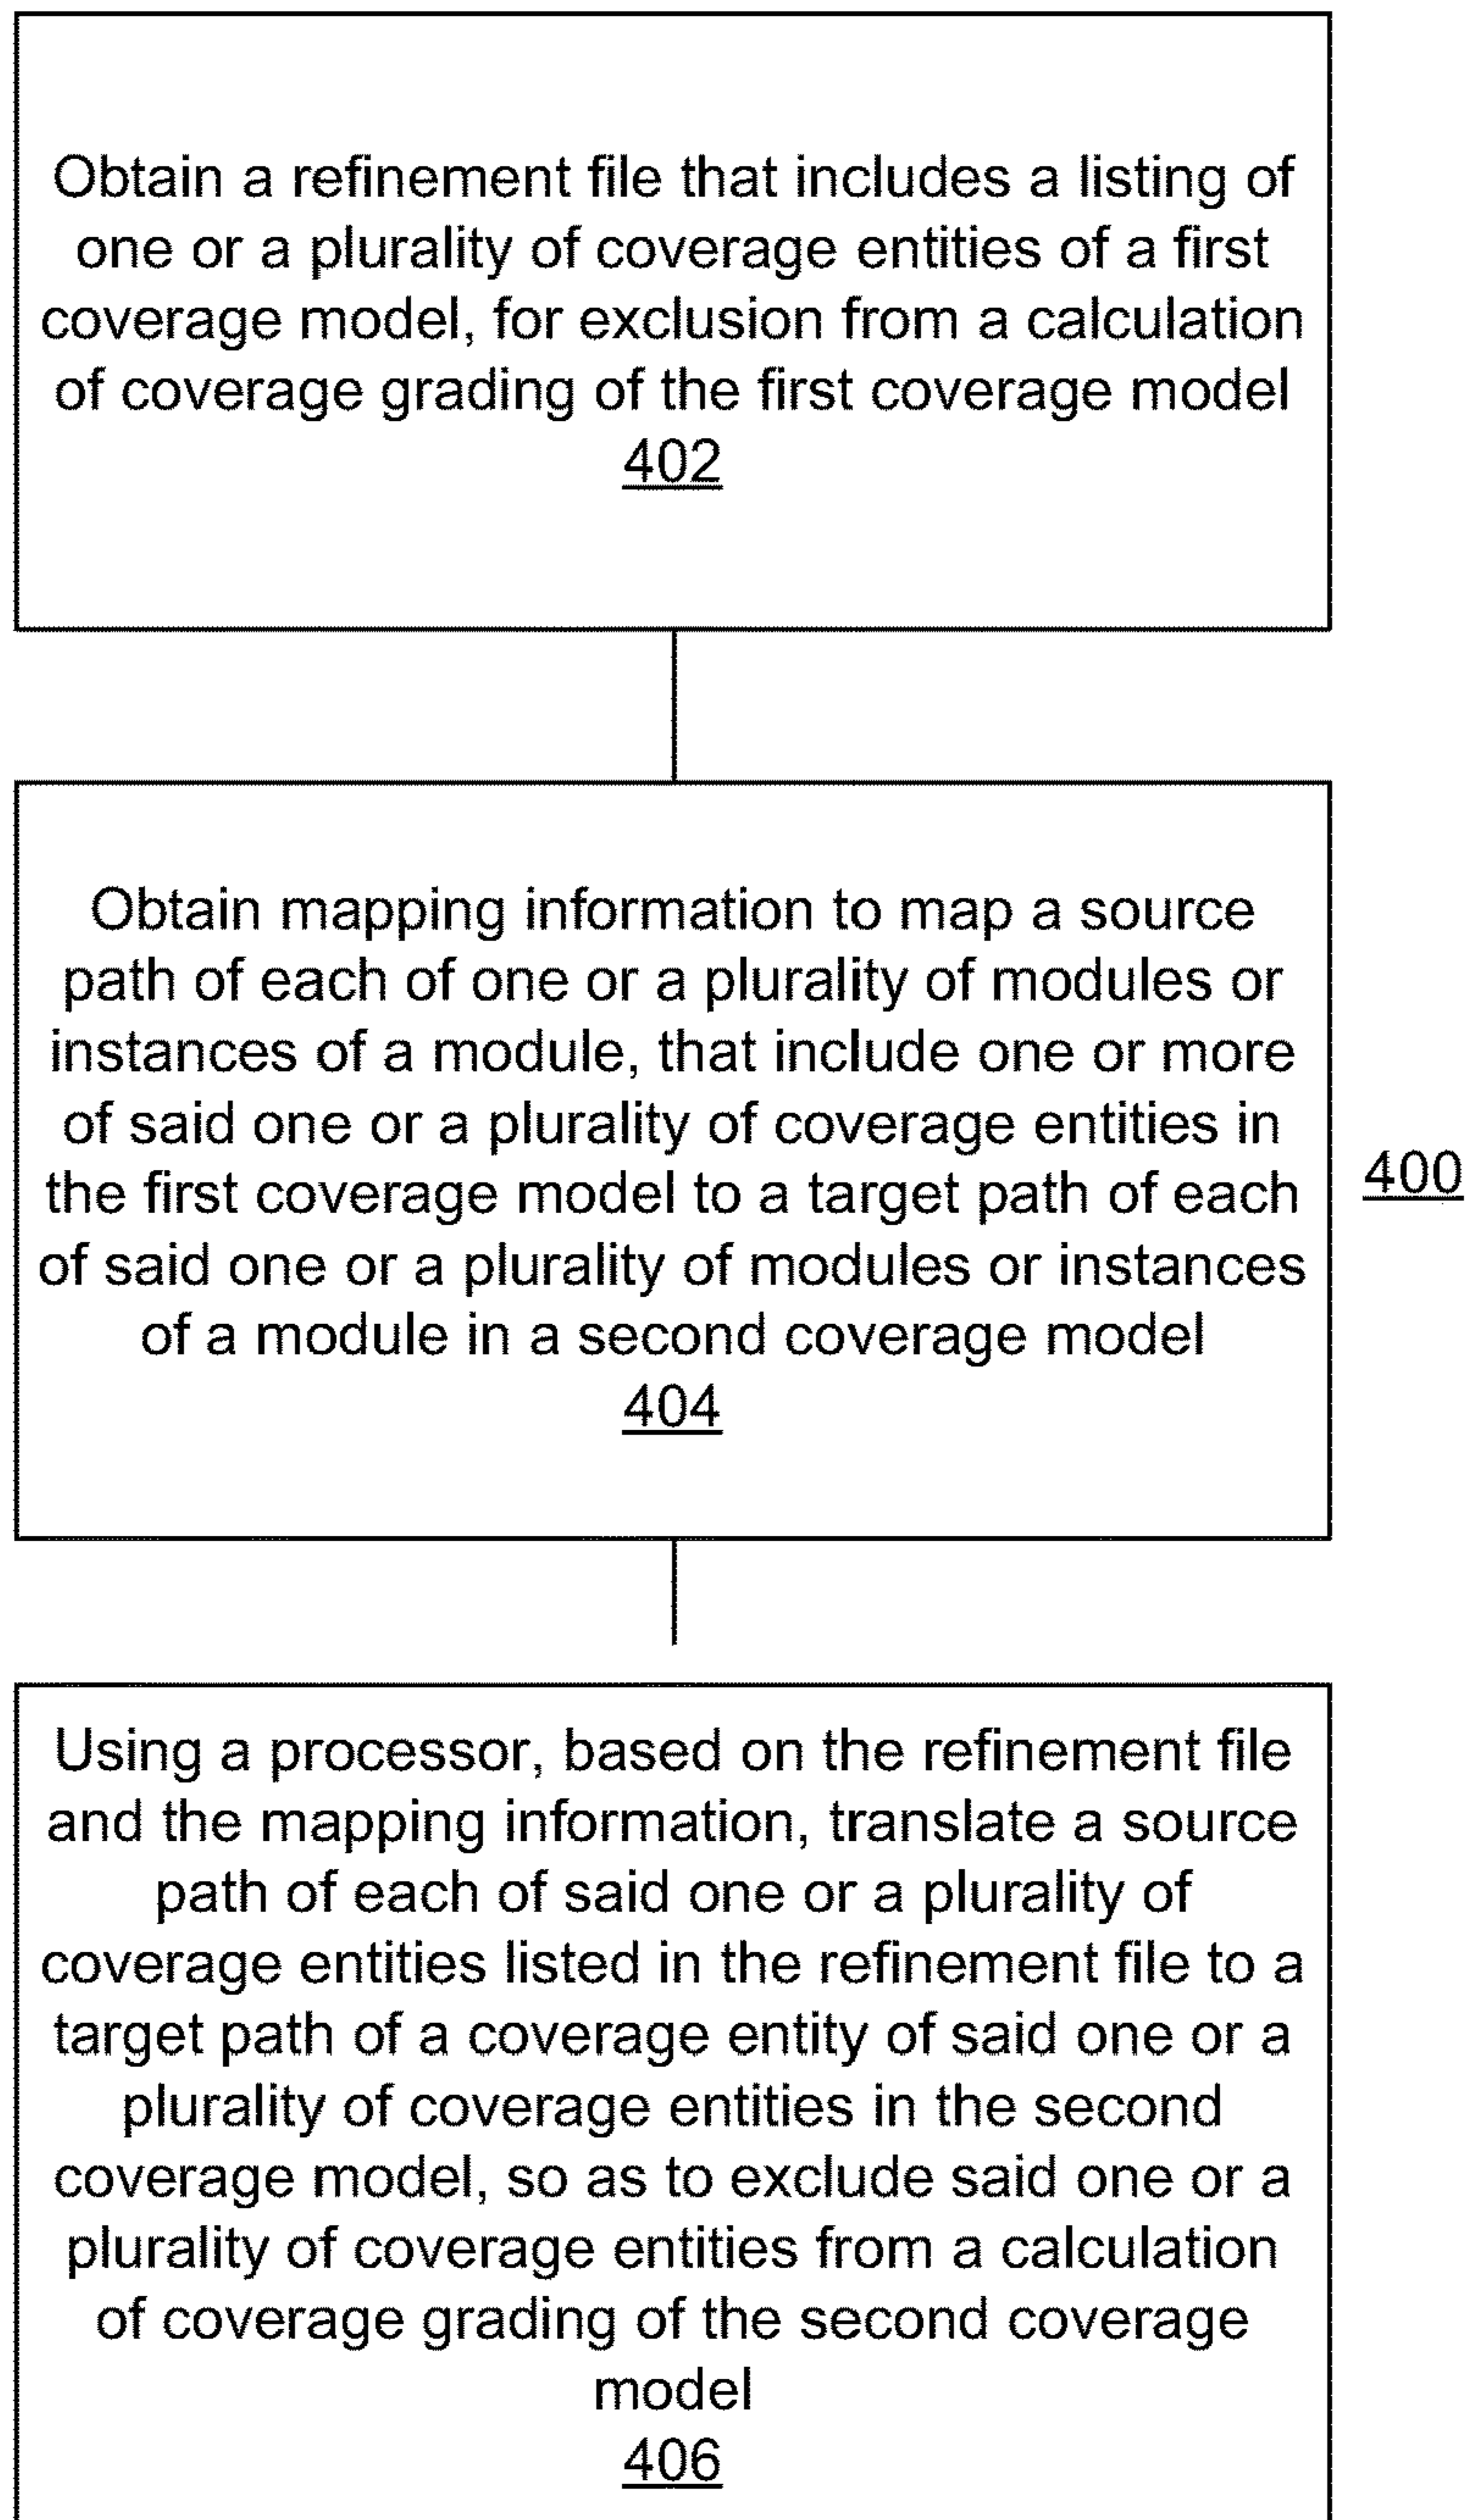 Obtain a refinement file that includes a listing of
one or a plurality of coverage entities of a first
coverage model, for exclusion from a calculation
of coverage grading of the first coverage model
402
Obtain mapping information to map a source
path of each of one or a plurality of modules or
instances of a module, that include one or more
of said one or a plurality of coverage entities in
the first coverage model to a target path of each
of said one or a plurality of modules or instances
of a module in a second coverage model
404
400
Using a processor, based on the refinement file
and the mapping information, translate a source
path of each of said one or a plurality of
coverage entities listed in the refinement file to a
target path of a coverage entity of said one or a
plurality of coverage entities in the second
coverage model, so as to exclude said one or a
plurality of coverage entities from a calculation
of coverage grading of the second coverage
model
406